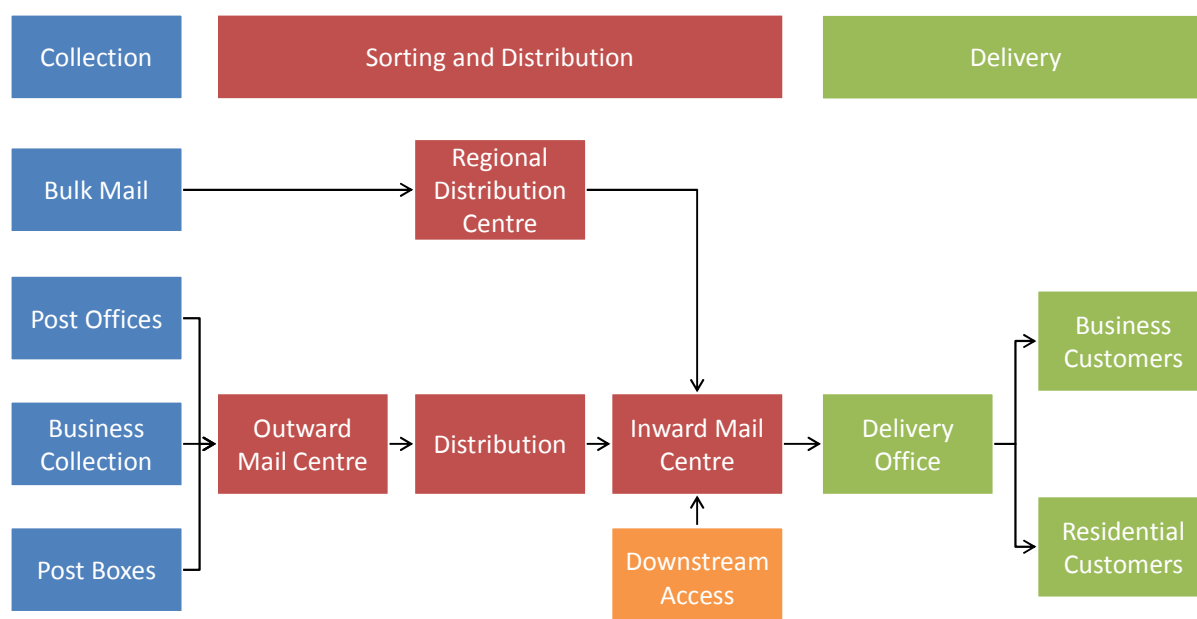 Collection
Sorting and Distribution
Delivery
Bulk Mail
Regional
Distribution
Centre
Post Offices
Business
Customers
Business
Collection
Outward
Mail Centre
Distribution
Inward Mail
Centre
Delivery
Office
Post Boxes
Downstream
Access
Residential
Customers